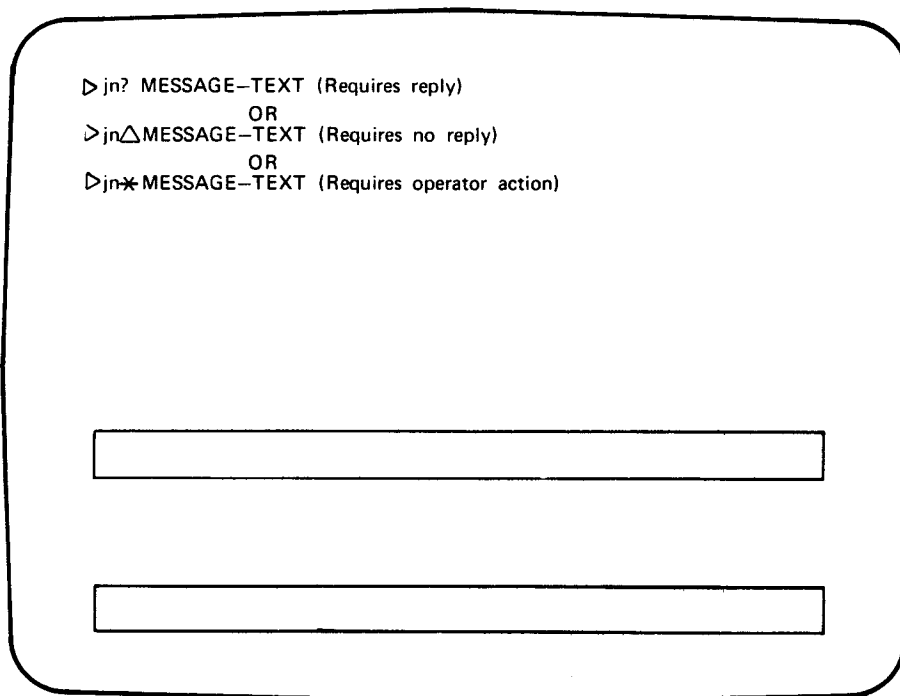 ▷jn? MESSAGE–TEXT (Requires reply)
OR
▷jn△MESSAGE–TEXT (Requires no reply)
OR
▷jn*MESSAGE–TEXT (Requires operator action)